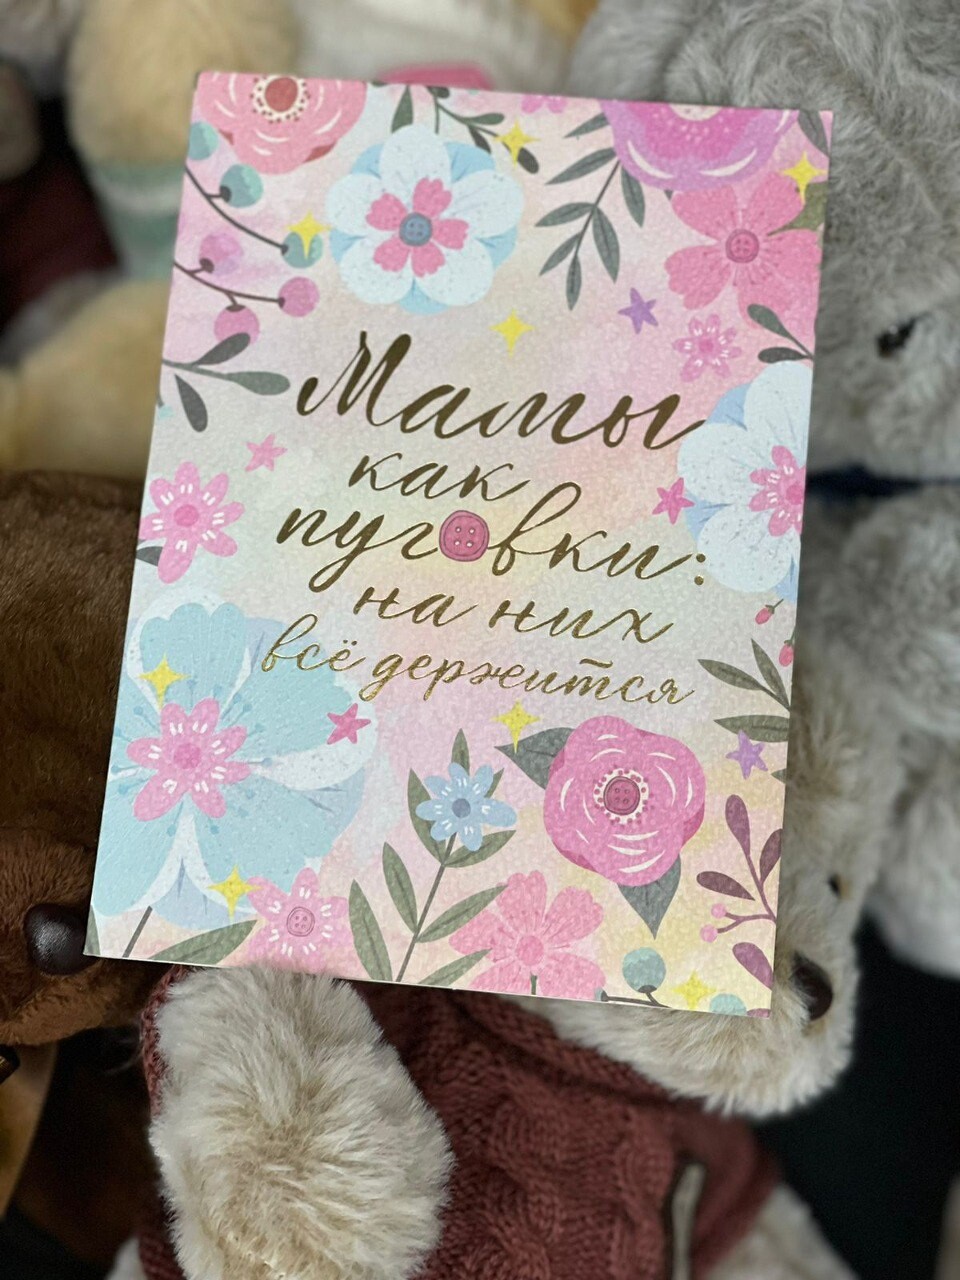 Мамы
как
пуговки:
на них
всё держится